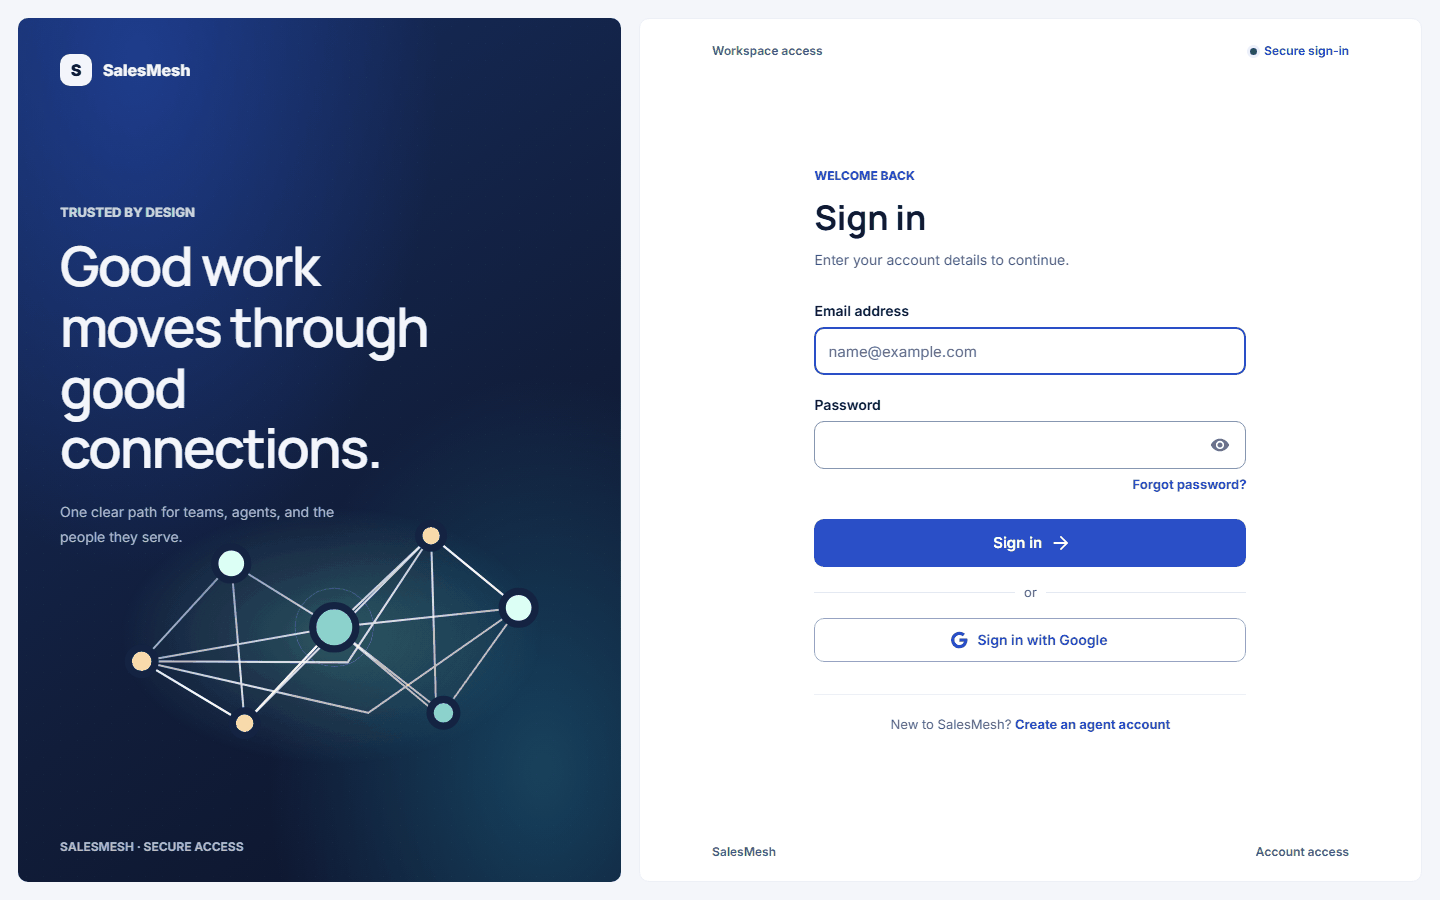 S SalesMesh
TRUSTED BY DESIGN
Good work
moves through
good
connections.
One clear path for teams, agents, and the
people they serve.
SALESMESH · SECURE ACCESS
Workspace access
Secure sign-in
WELCOME BACK
Sign in
Enter your account details to continue.
Email address
name@example.com
Password
Forgot password?
Sign in
or
G Sign in with Google
New to SalesMesh? Create an agent account
SalesMesh
Account access